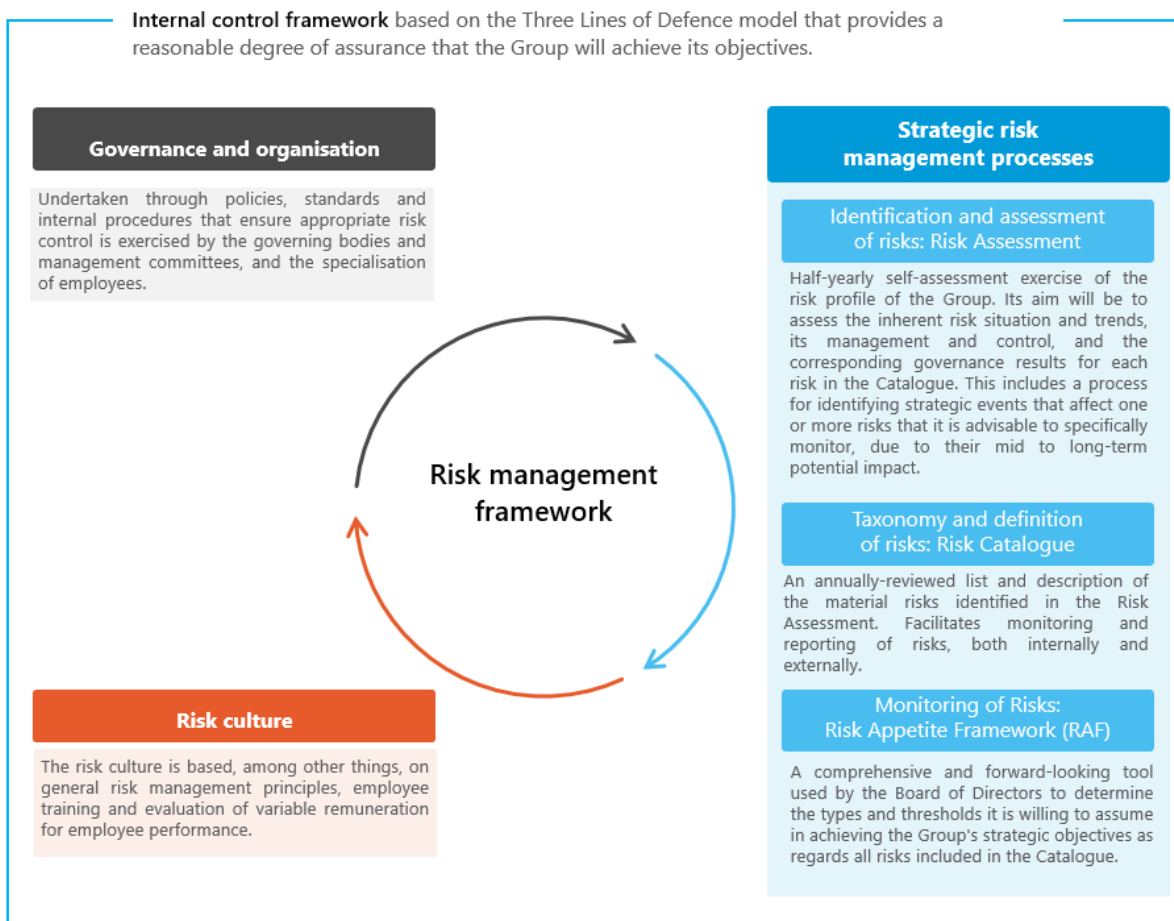 Internal control framework based on the Three Lines of Defence model that provides a
reasonable degree of assurance that the Group will achieve its objectives.
Governance and organisation
Undertaken through policies, standards and
internal procedures that ensure appropriate risk
control is exercised by the governing bodies and
management committees, and the specialisation
of employees.
Risk management
framework
Risk culture
The risk culture is based, among other things, on
general risk management principles, employee
training and evaluation of variable remuneration
for employee performance.
Strategic risk
management processes
Identification and assessment
of risks: Risk Assessment
Half-yearly self-assessment exercise of the
risk profile of the Group. Its aim will be to
assess the inherent risk situation and trends,
its management and control, and the
corresponding governance results for each
risk in the Catalogue. This includes a process
for identifying strategic events that affect one
or more risks that it is advisable to specifically
monitor, due to their mid to long-term
potential impact.
Taxonomy and definition
of risks: Risk Catalogue
An annually-reviewed list and description of
the material risks identified in the Risk
Assessment. Facilitates monitoring and
reporting of risks, both internally and
externally.
Monitoring of Risks:
Risk Appetite Framework (RAF)
A comprehensive and forward-looking tool
used by the Board of Directors to determine
the types and thresholds it is willing to assume
in achieving the Group's strategic objectives as
regards all risks included in the Catalogue.